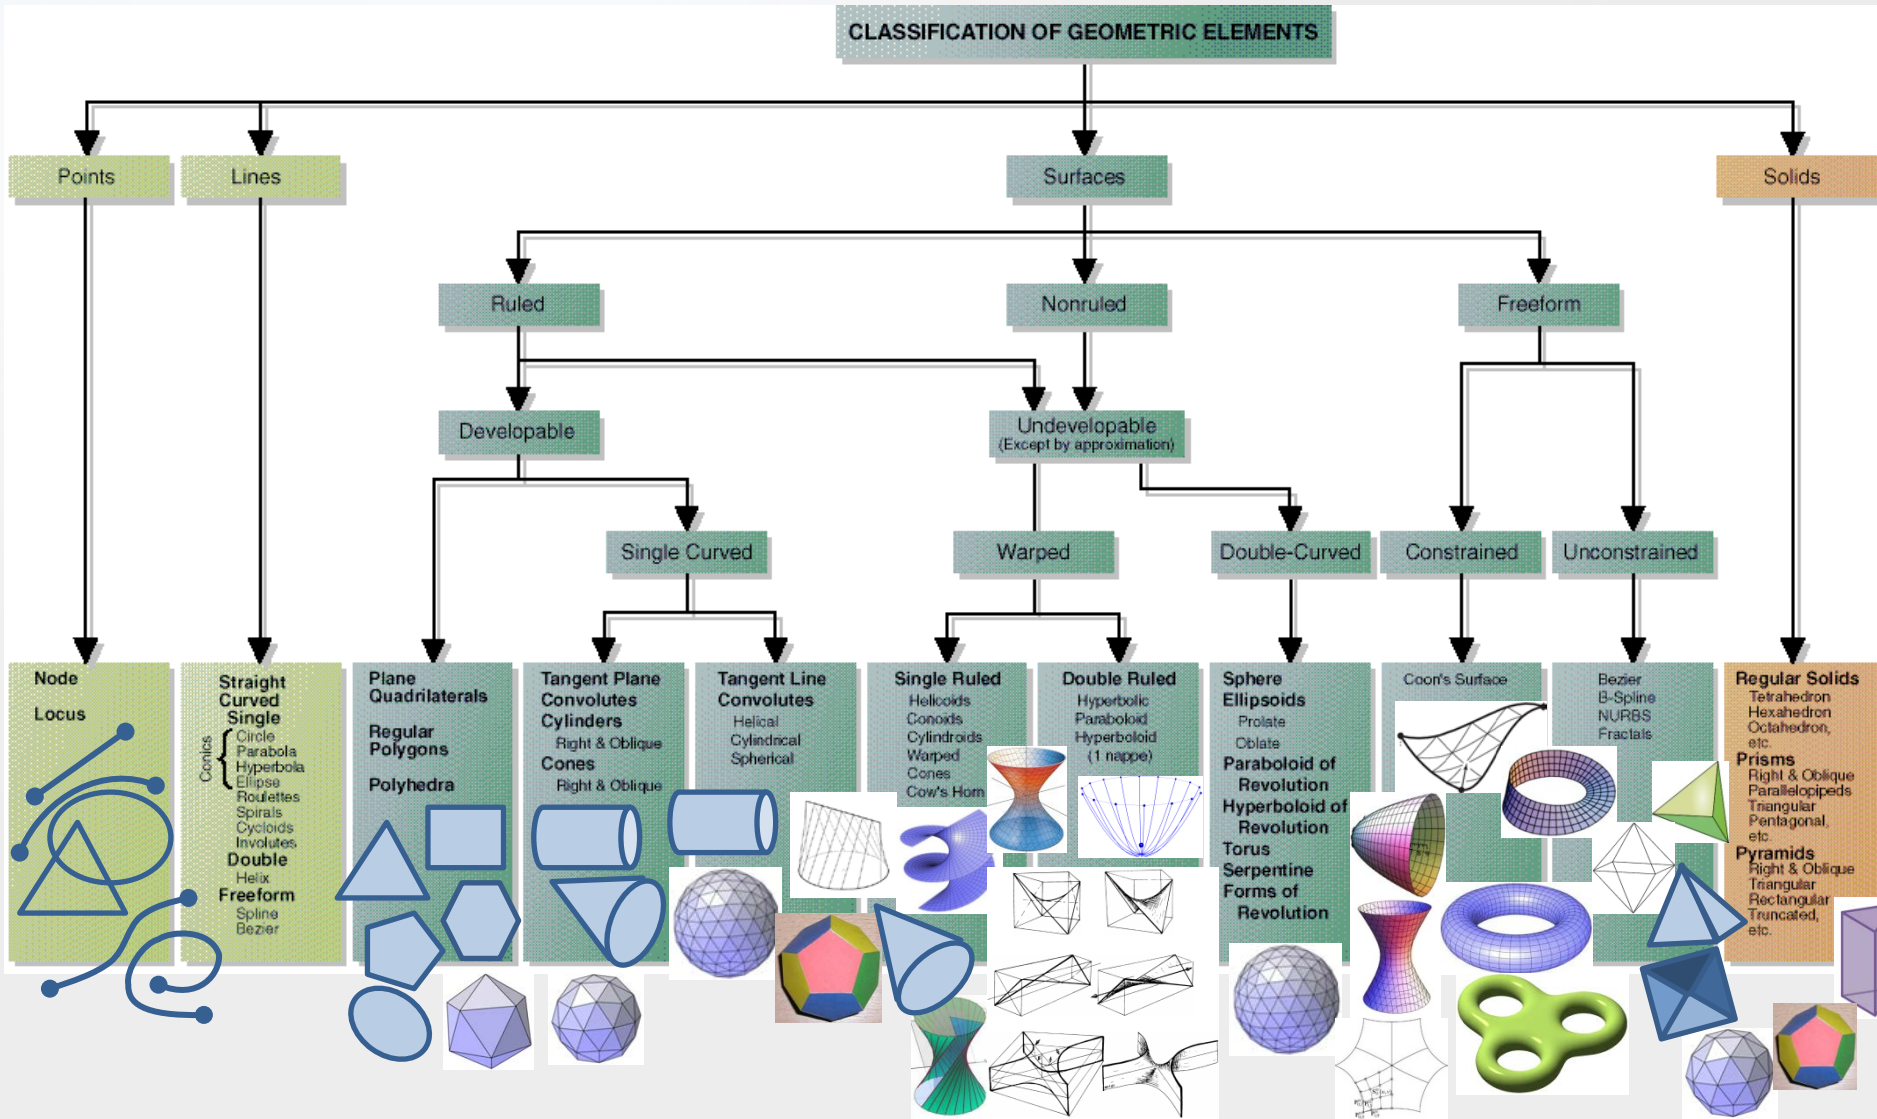 CLASSIFICATION OF GEOMETRIC ELEMENTS
Points
Lines
Surfaces
Solids
Ruled
Nonruled
Freeform
Developable
Undevelopable
(Except by approximation)
Single Curved
Warped
Double-Curved
Constrained
Unconstrained
Node
Locus
Straight
Curved
Single
Conics
Circle
Parabola
Hyperbola
Ellipse
Roulettes
Spirals
Cycloids
Involutes
Double
Helix
Freeform
Spline
Bezier
Plane
Quadrilaterals
Regular
Polygons
Polyhedra
Tangent Plane
Convolutes
Cylinders
Right & Oblique
Cones
Right & Oblique
Tangent Line
Convolutes
Helical
Cylindrical
Spherical
Single Ruled
Helicoids
Conoids
Cylindroids
Warped
Cones
Cow's Horn
Double Ruled
Hyperbolic
Paraboloid
Hyperboloid
(1 nappe)
Sphere
Ellipsoids
Prolate
Oblate
Paraboloid of
Revolution
Hyperboloid of
Revolution
Torus
Serpentine
Forms of
Revolution
Coon's Surface
Bezier
B-Spline
NURBS
Fractals
Regular Solids
Tetrahedron
Hexahedron
Octahedron,
etc.
Prisms
Right & Oblique
Parallelopipeds
Triangular
Pentagonal,
etc.
Pyramids
Right & Oblique
Triangular
Rectangular
Truncated,
etc.